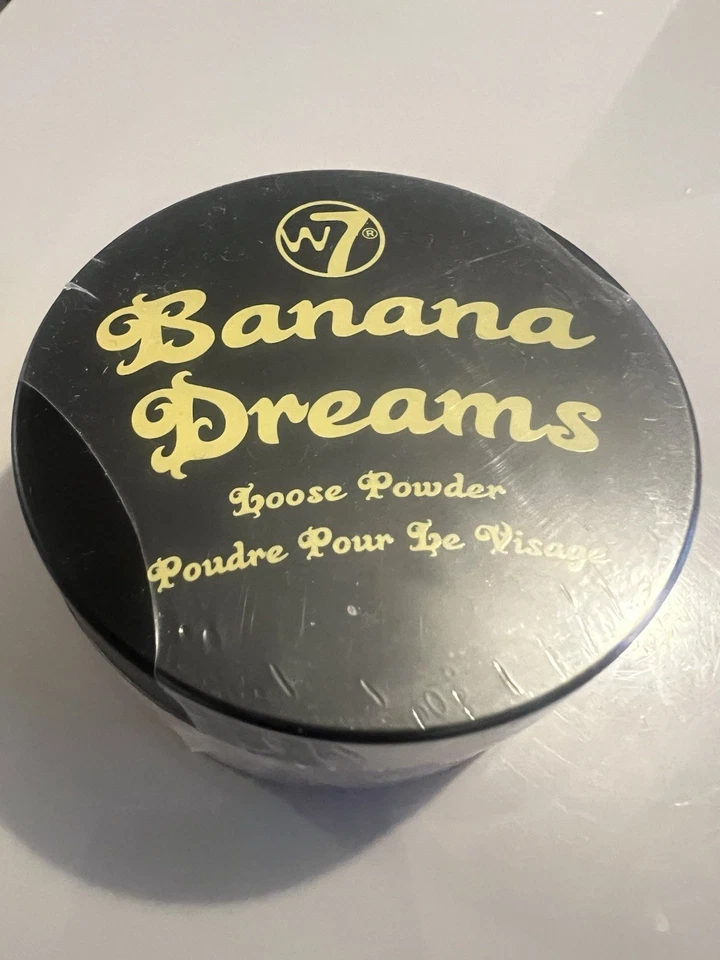 W7®
Banana
Dreams
Loose Powder
Poudre Pour Le Visage